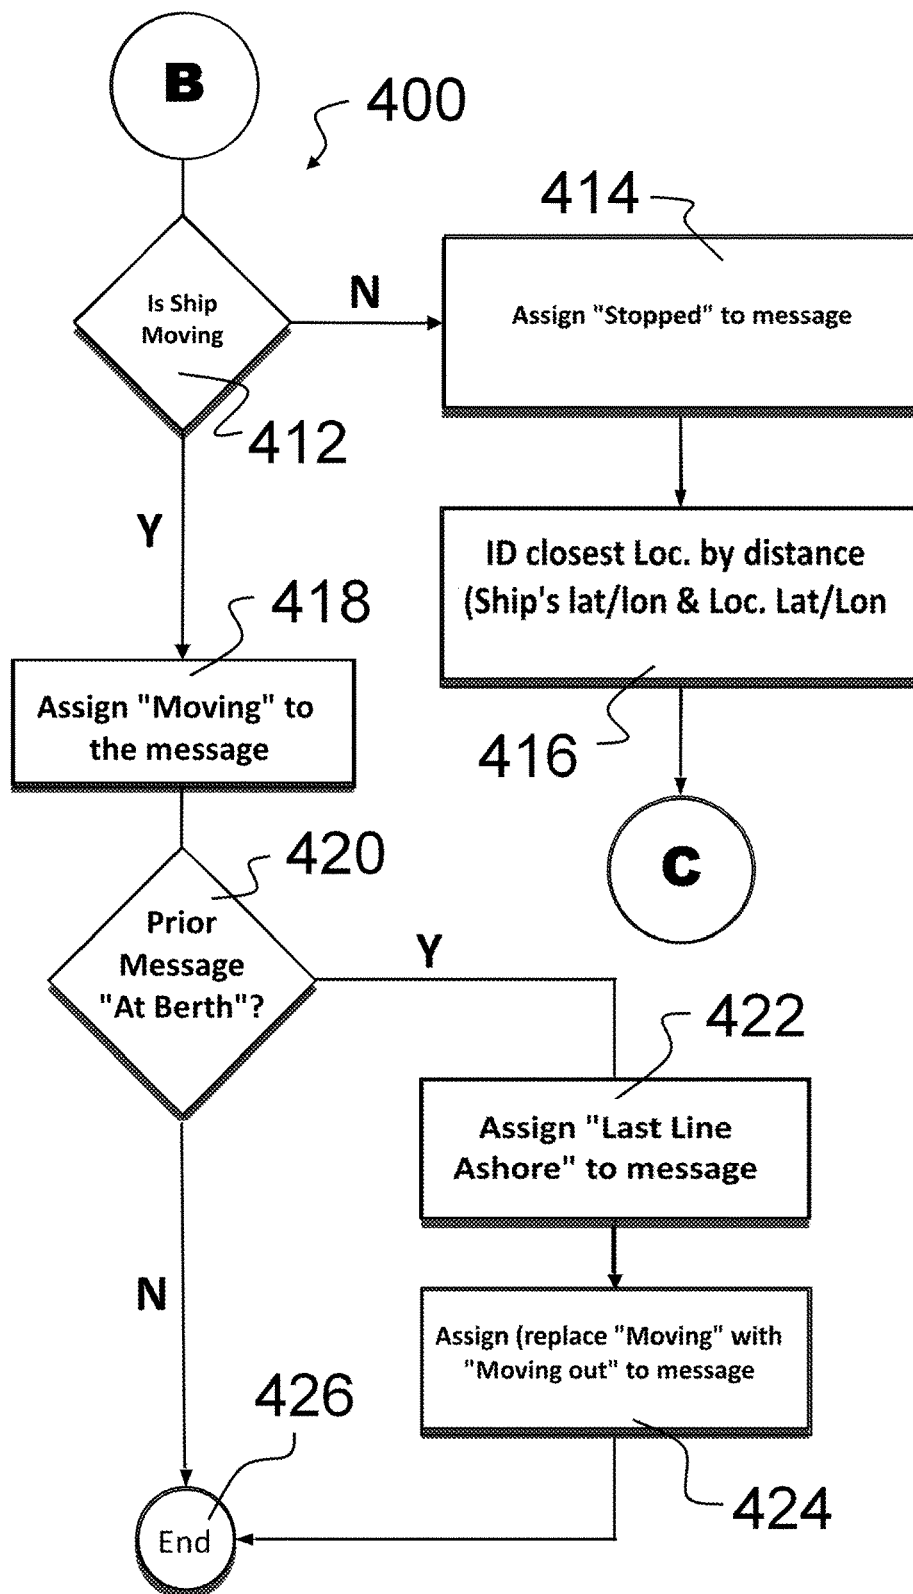 B
400
414
Is Ship
Moving
N
Assign "Stopped" to message
412
Y
ID closest Loc. by distance
(Ship's lat/lon & Loc. Lat/Lon
418
Assign "Moving" to
the message
416
420
C
Prior
Message
"At Berth"?
Y
422
Assign "Last Line
Ashore" to message
N
Assign (replace "Moving" with
"Moving out" to message
426
424
End